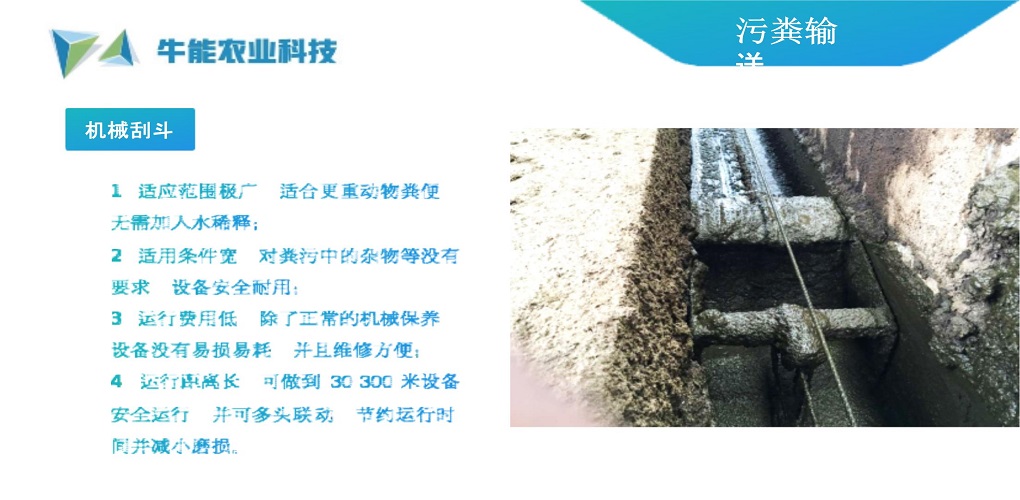 牛能农业科技
污粪输
送
机械刮斗
1 适应范围极广 适合更重动物粪便
无需加入水稀释;
2 适用条件宽 对粪污中的杂物等没有
要求 设备安全耐用;
3 运行费用低 除了正常的机械保养
设备没有易损易耗 并且维修方便;
4 运行距离长 可做到 30 300 米设备
安全运行 并可多头联动 节约运行时
间并减小磨损。